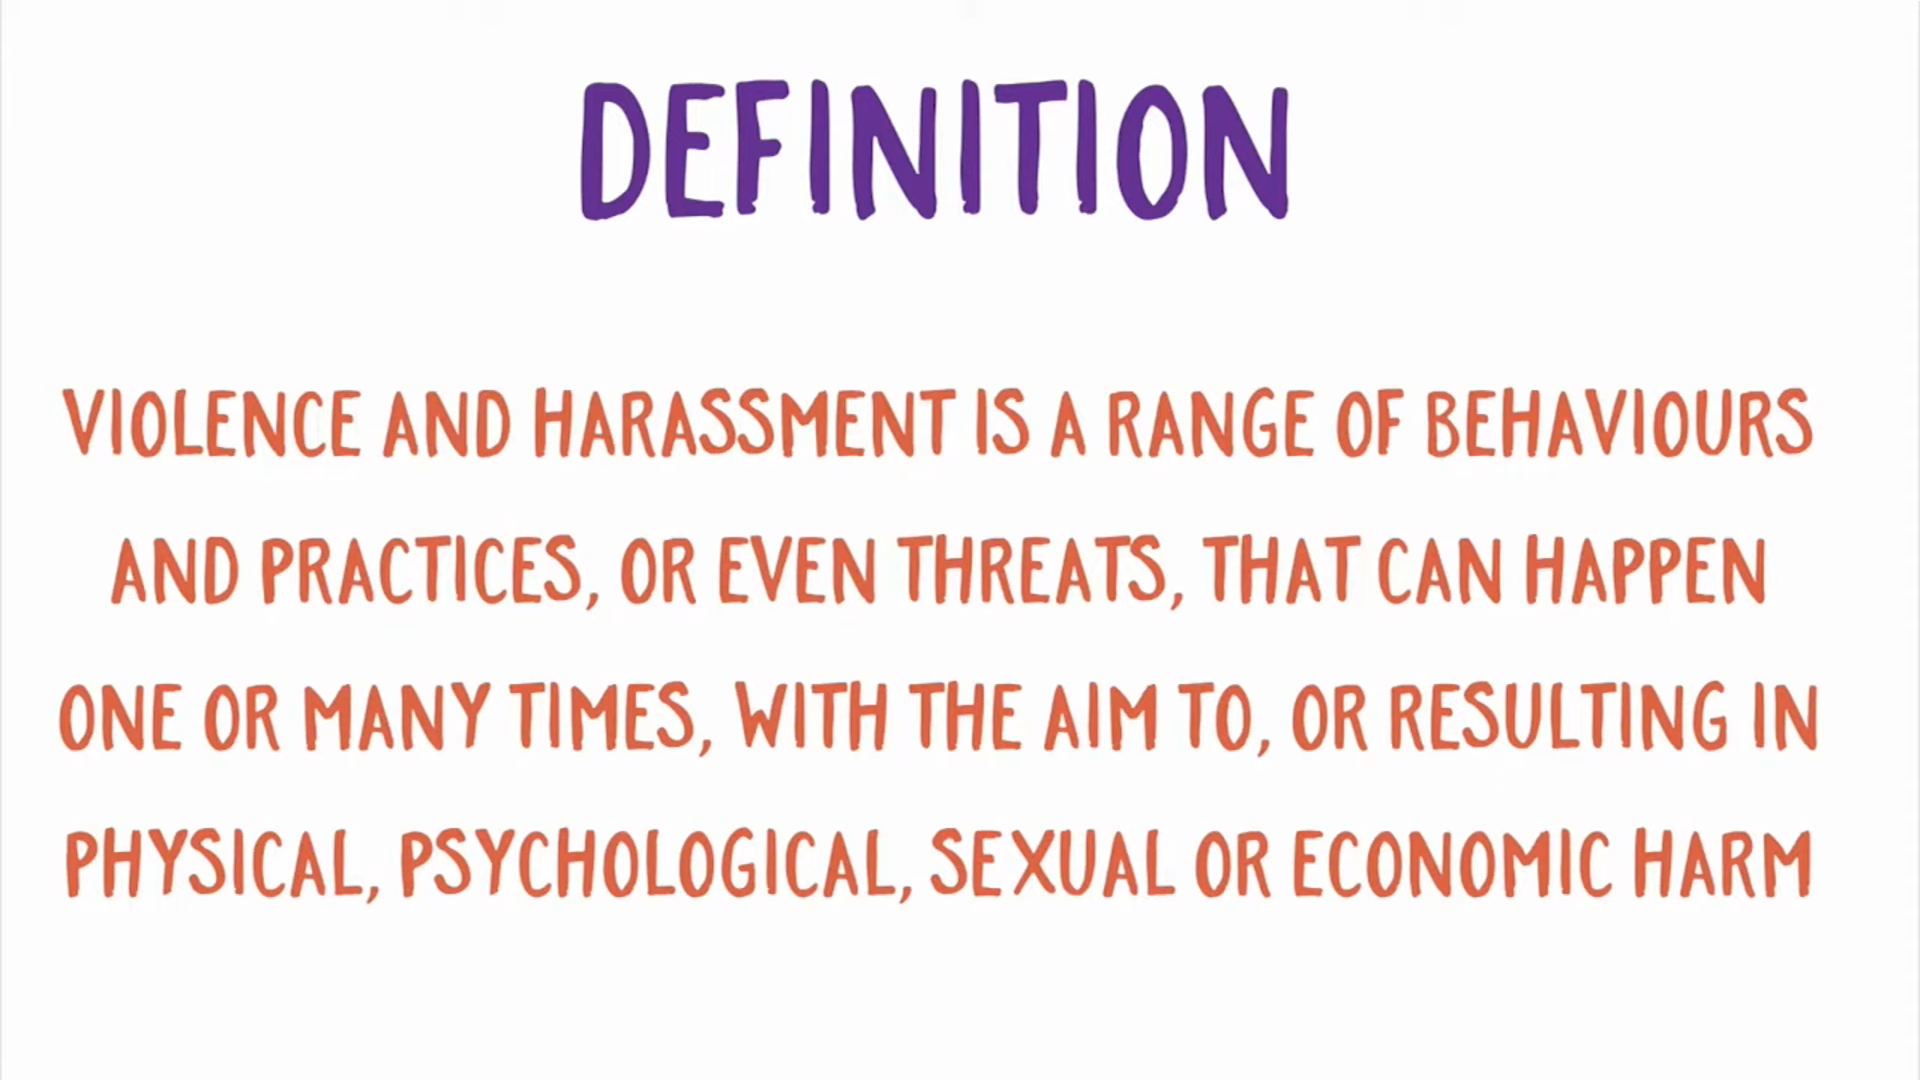 DEFINITION
VIOLENCE AND HARASSMENT IS A RANGE OF BEHAVIOURS
AND PRACTICES, OR EVEN THREATS, THAT CAN HAPPEN
ONE OR MANY TIMES, WITH THE AIM TO, OR RESULTING IN
PHYSICAL, PSYCHOLOGICAL, SEXUAL OR ECONOMIC HARM